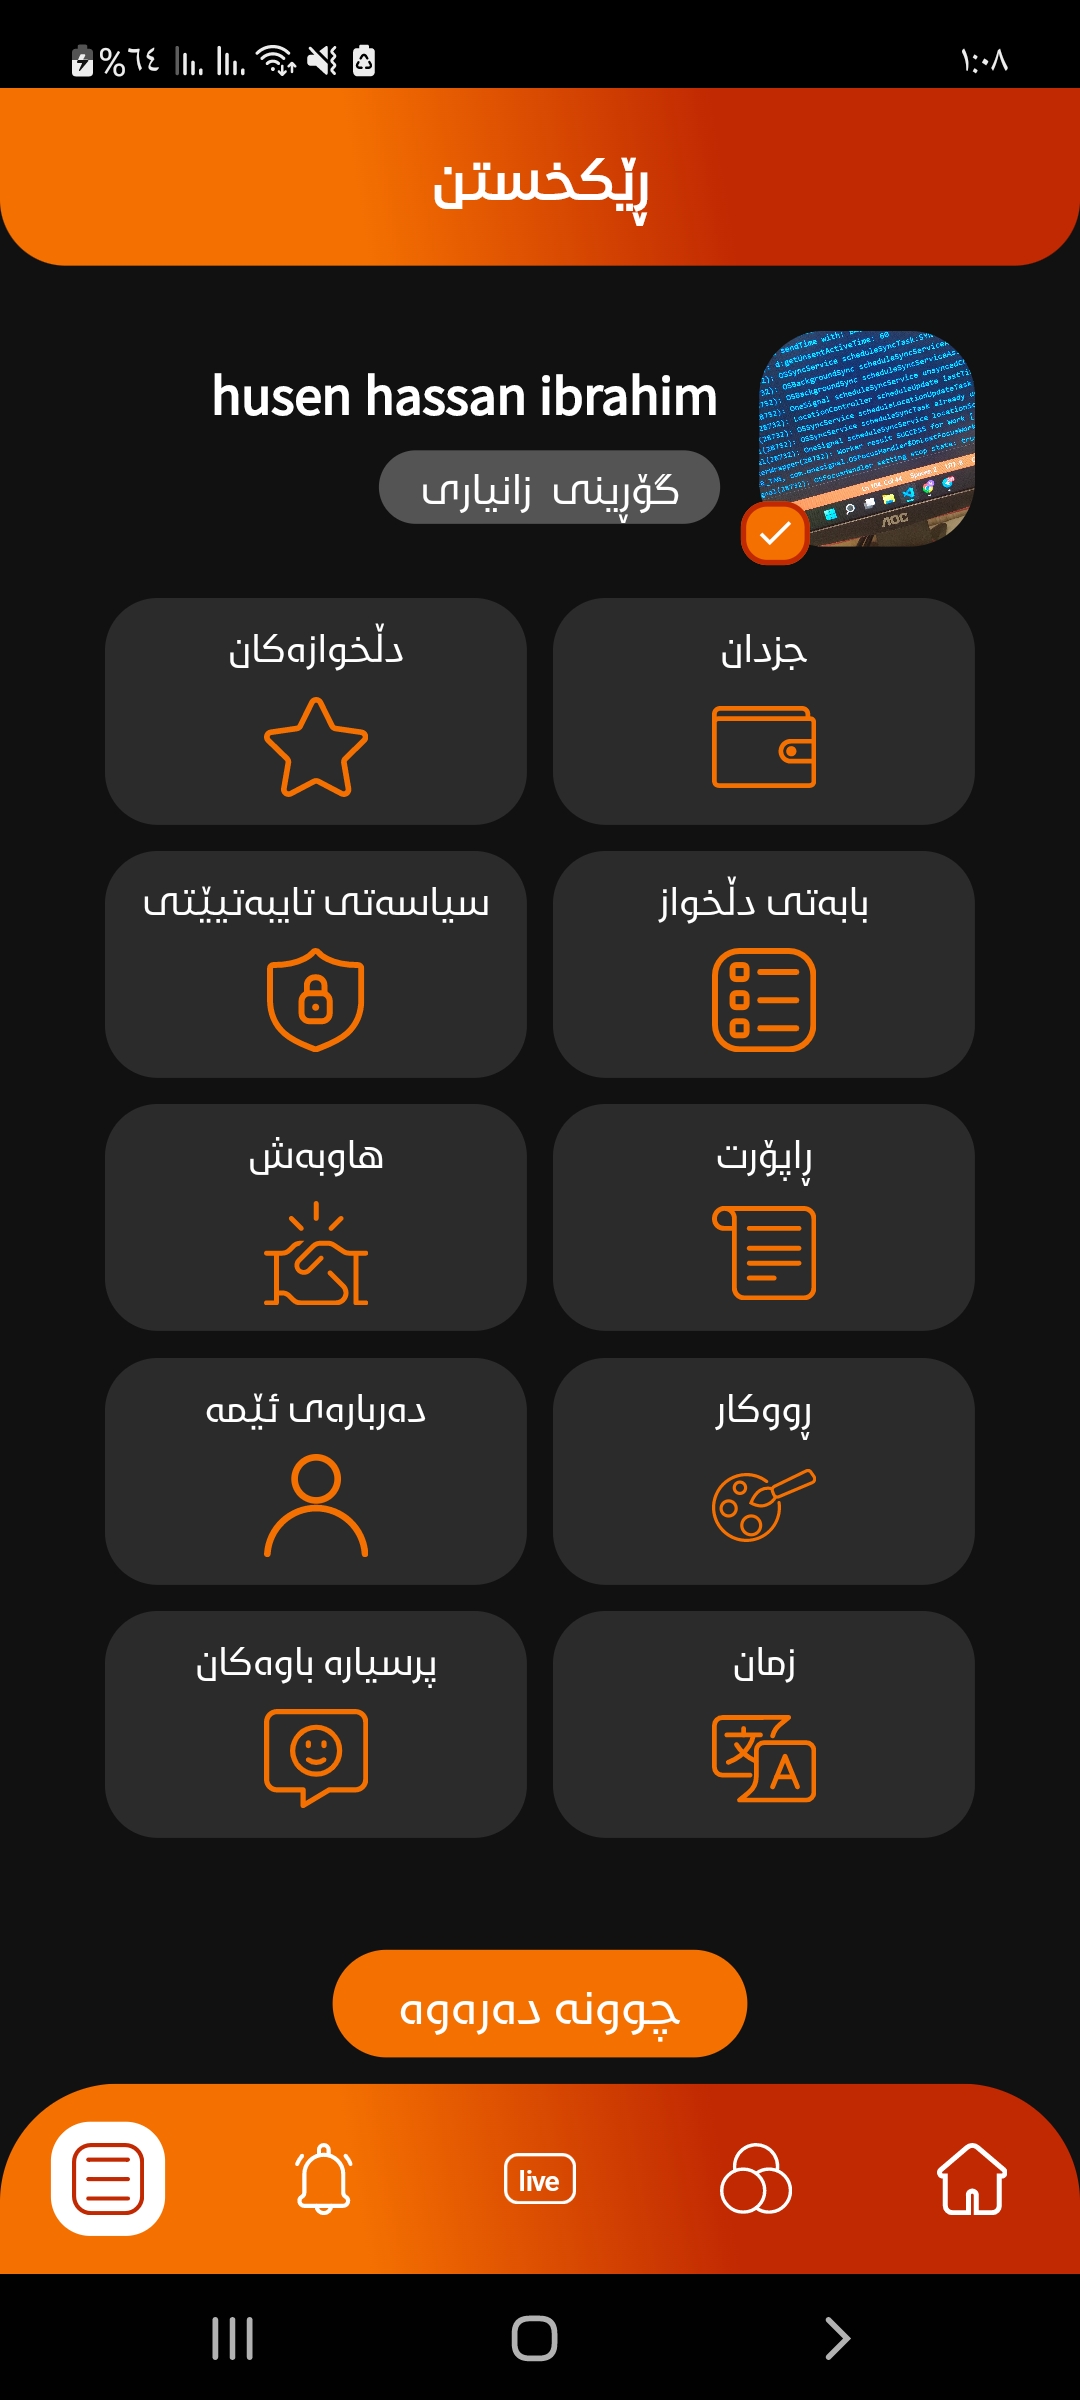 %٦٤
١:٠٨
ڕێکخستن
husen hassan ibrahim
گۆڕینی زانیاری
جزدان
دڵخوازەکان
بابەتی دڵخواز
سیاسەتی تایبەتیێتی
ڕاپۆرت
هاوبەش
ڕووکار
دەربارەی ئێمە
زمان
پرسیارە باوەکان
چوونە دەرەوە
live